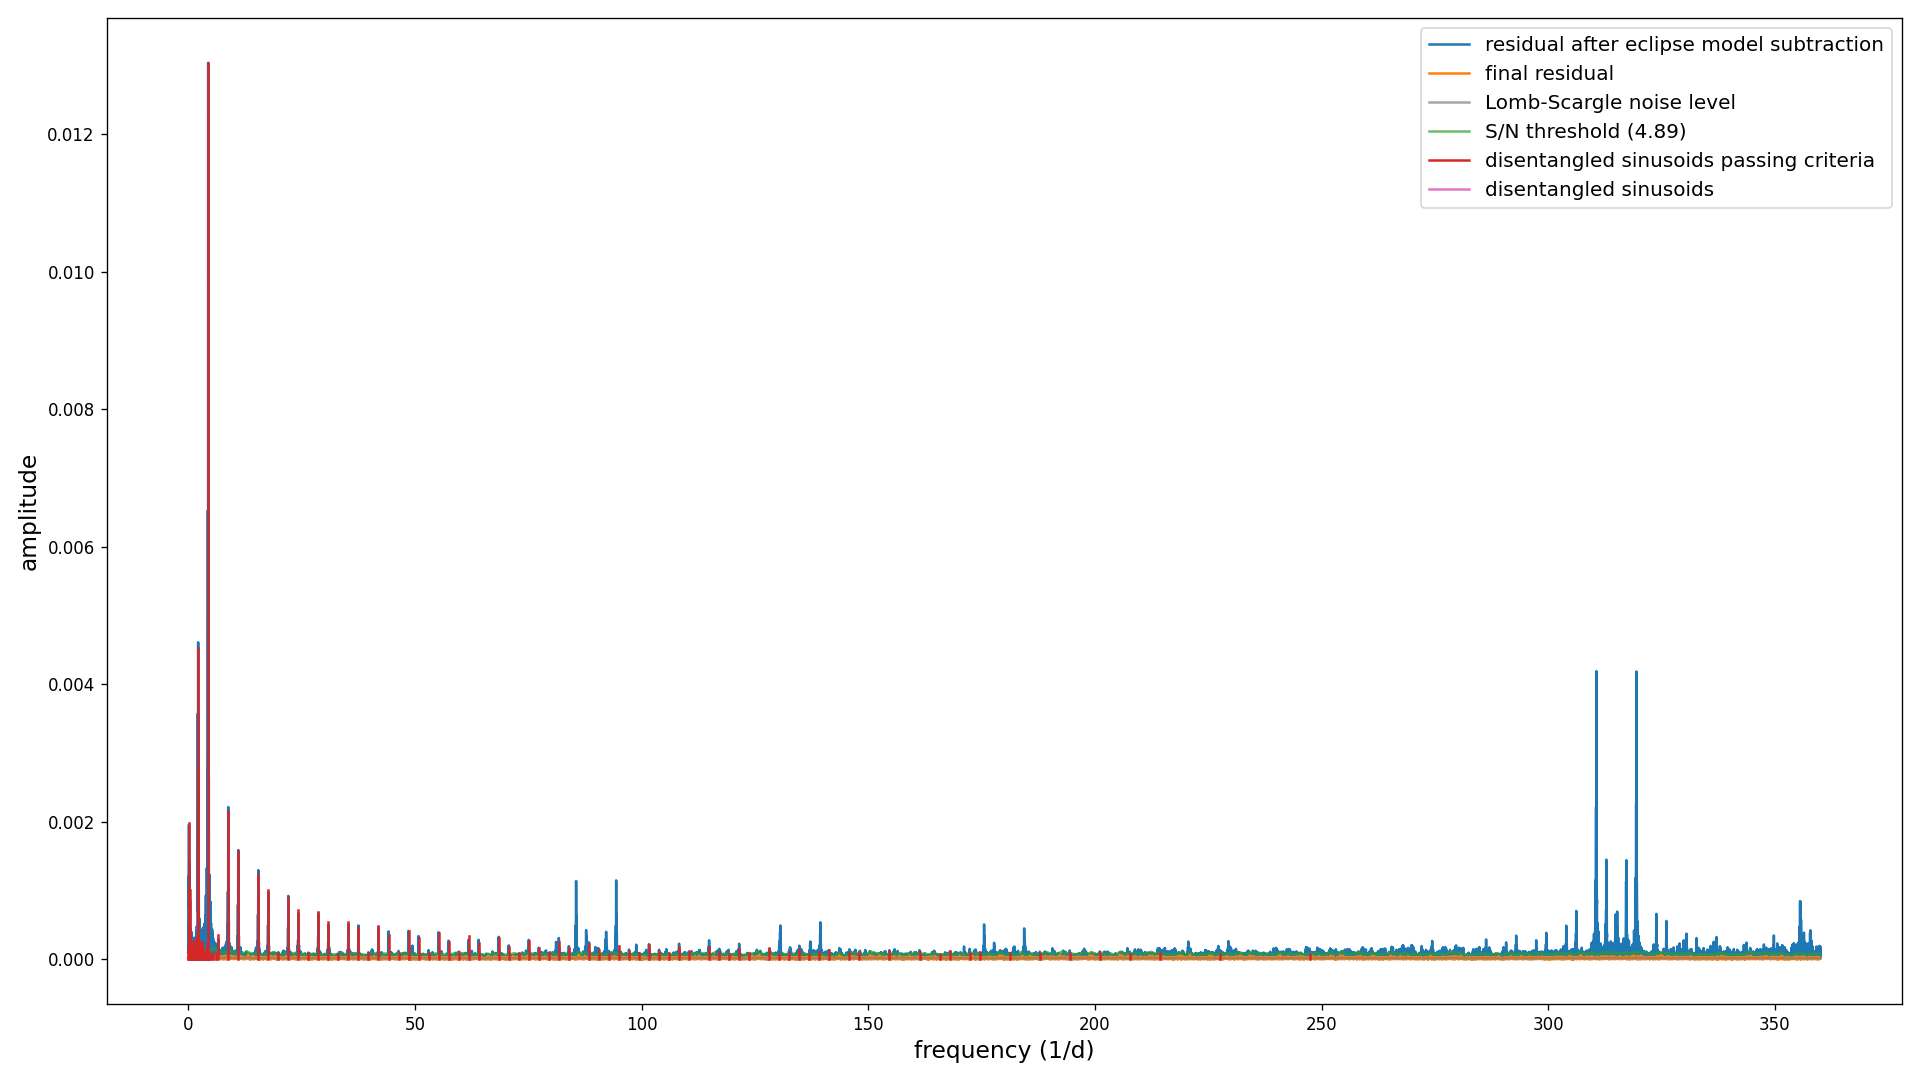 residual after eclipse model subtraction
final residual
Lomb-Scargle noise level
S/N threshold (4.89)
disentangled sinusoids passing criteria
disentangled sinusoids
0.012
0.010
0.008
0.006
0.004
0.002
0.000
amplitude
0 50 100 150 200 250 300 350
frequency (1/d)